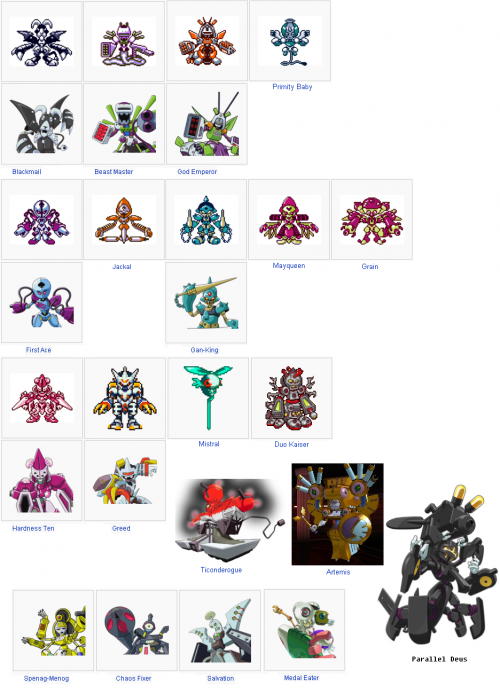 Primity Baby
Blackmail
Beast Master
God Emperor
Jackal
Mayqueen
Grain
First Ace
Gan-King
Mistral
Duo Kaiser
Hardness Ten
Greed
Ticonderogue
Artemis
Parallel Deus
Spenag-Menog
Chaos Fixer
Salvation
Medal Eater